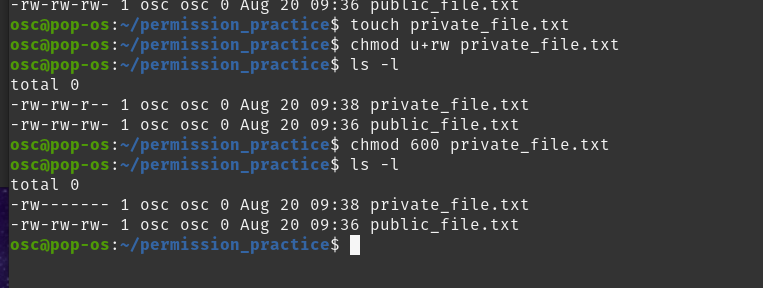 -rw-rw-rw- 1 osc osc 0 Aug 20 09:36 public_file.txt
osc@pop-os:~/permission_practice$ touch private_file.txt
osc@pop-os:~/permission_practice$ chmod u+rw private_file.txt
osc@pop-os:~/permission_practice$ ls -l
total 0
-rw-rw-r-- 1 osc osc 0 Aug 20 09:38 private_file.txt
-rw-rw-rw- 1 osc osc 0 Aug 20 09:36 public_file.txt
osc@pop-os:~/permission_practice$ chmod 600 private_file.txt
osc@pop-os:~/permission_practice$ ls -l
total 0
-rw------- 1 osc osc 0 Aug 20 09:38 private_file.txt
-rw-rw-rw- 1 osc osc 0 Aug 20 09:36 public_file.txt
osc@pop-os:~/permission_practice$